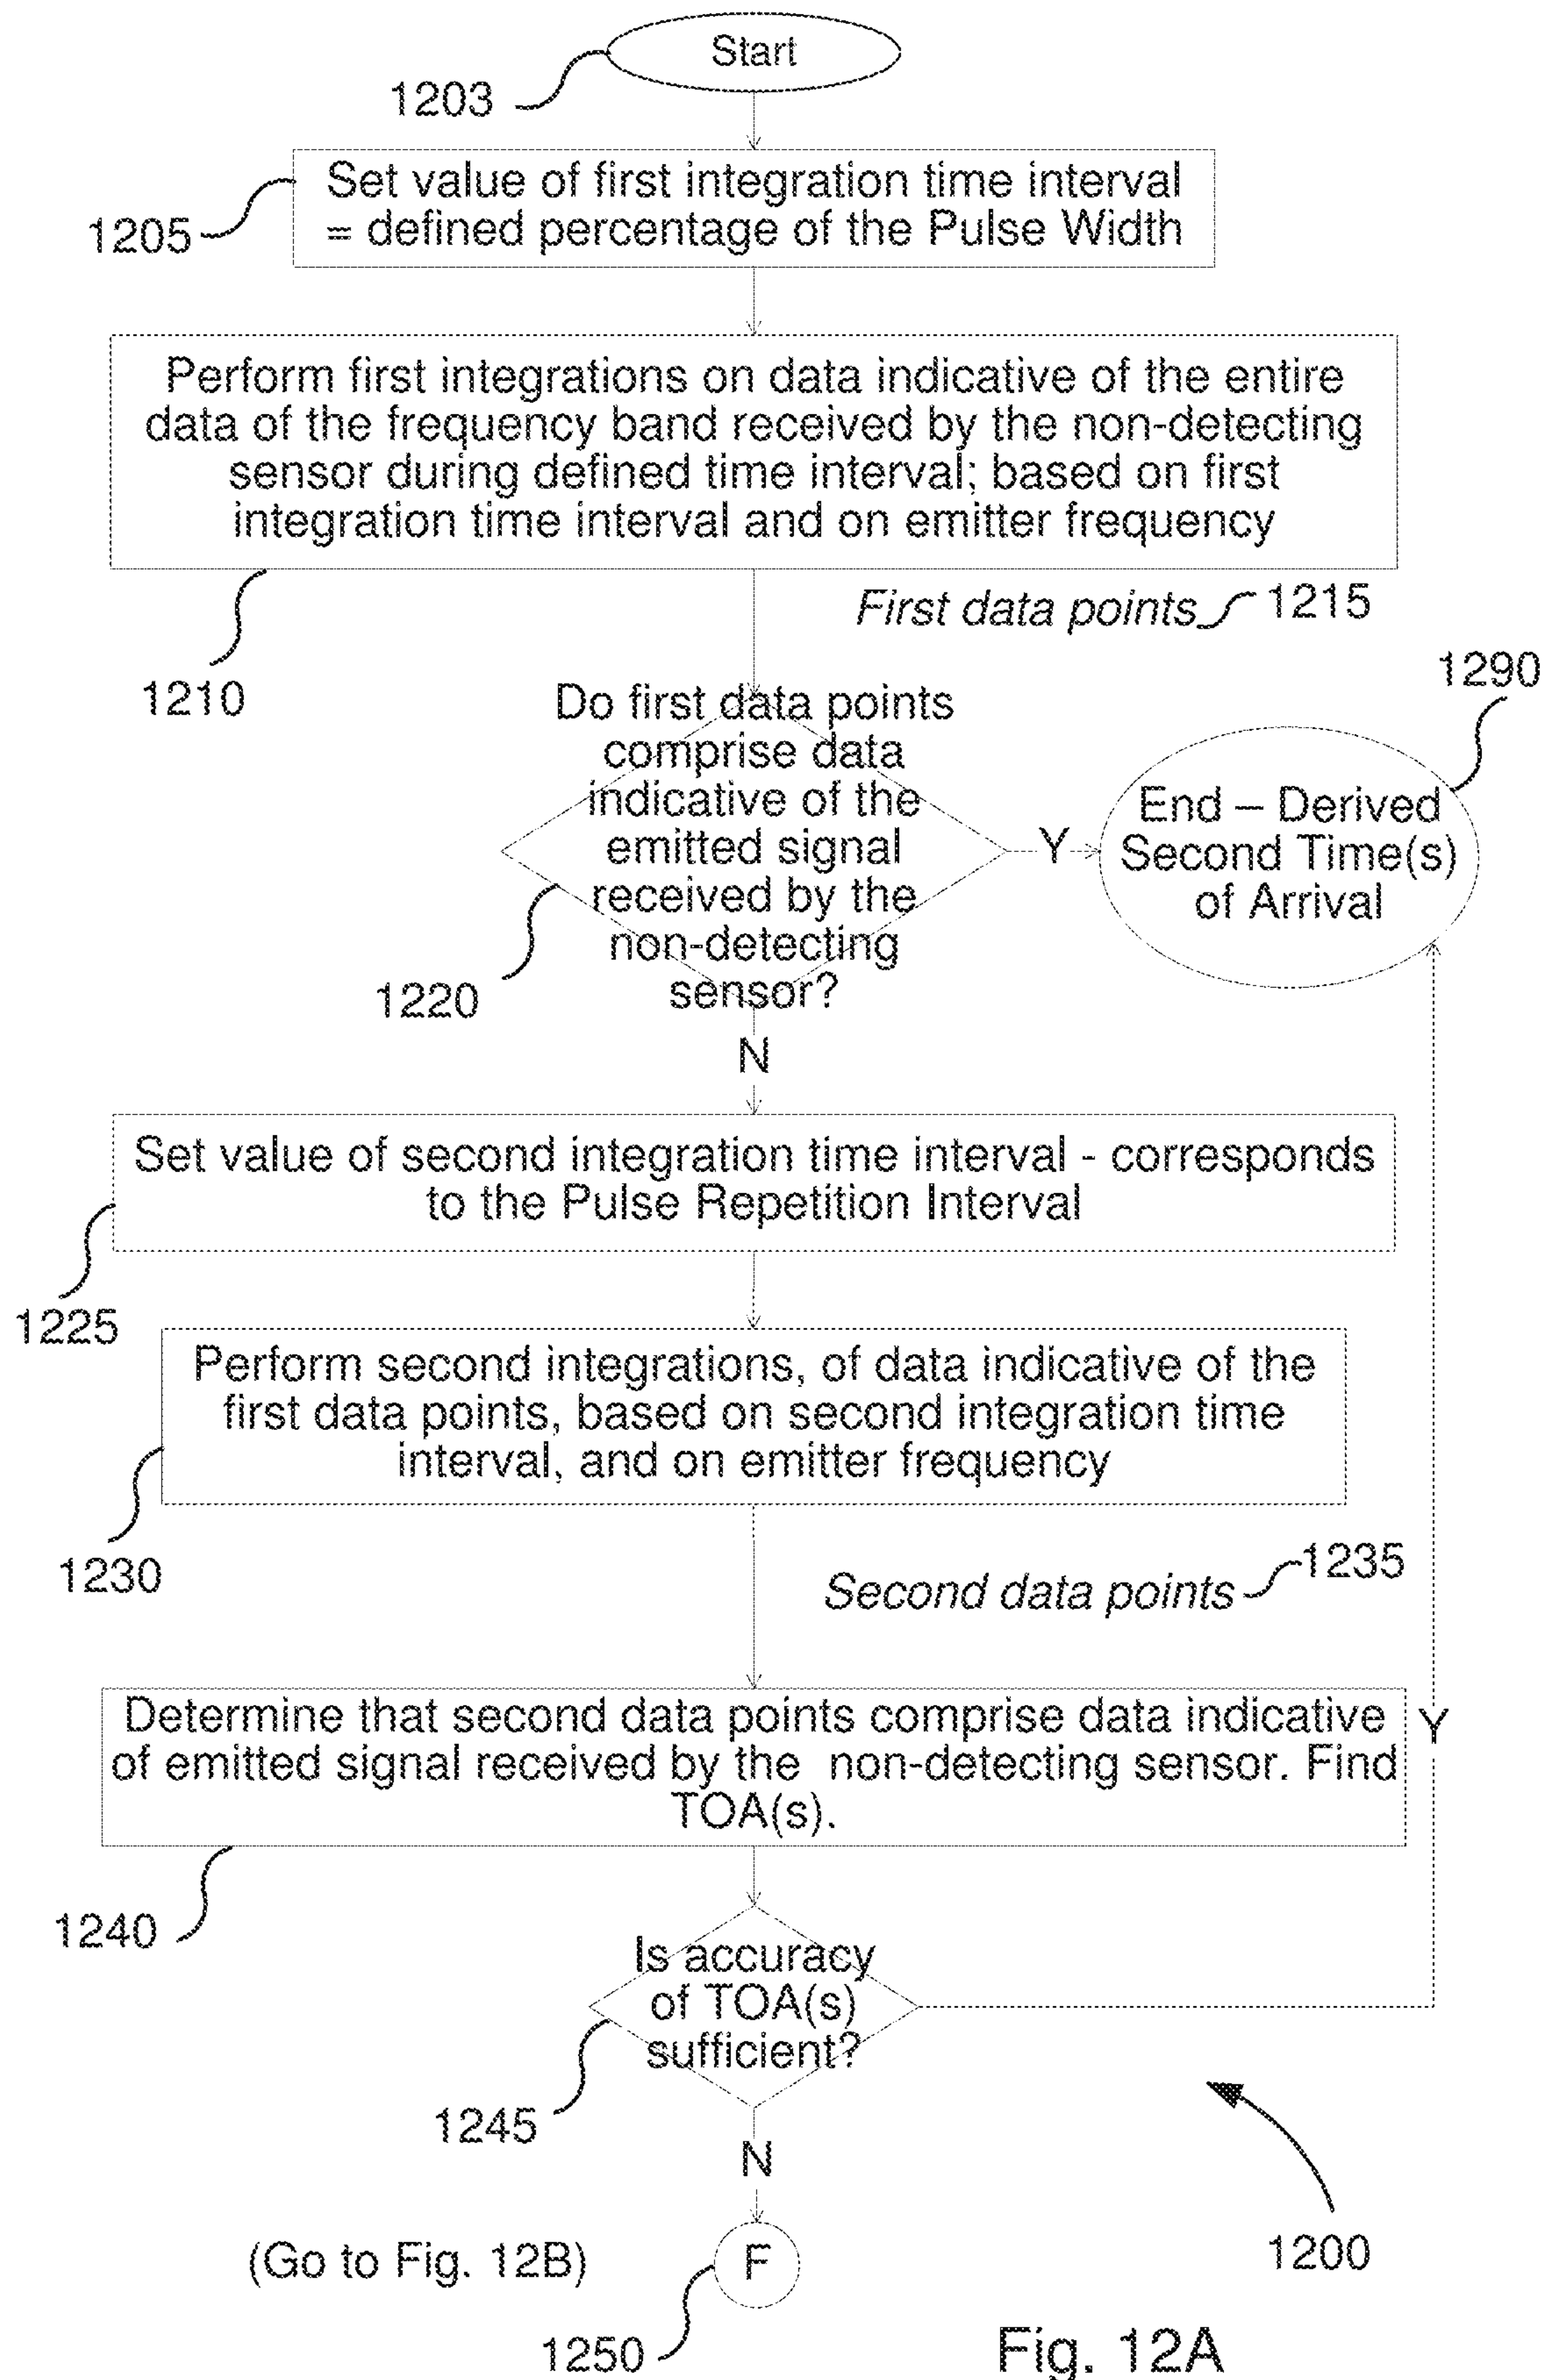 Start
1203
Set value of first integration time interval
= defined percentage of the Pulse Width
1205
Perform first integrations on data indicative of the entire
data of the frequency band received by the non-detecting
sensor during defined time interval; based on first
integration time interval and on emitter frequency
First data points
1215
1210
1290
Do first data points
comprise data
indicative of the
emitted signal
received by the
non-detecting
sensor?
Y
End – Derived
Second Time(s)
of Arrival
1220
N
Set value of second integration time interval - corresponds
to the Pulse Repetition Interval
1225
Perform second integrations, of data indicative of the
first data points, based on second integration time
interval, and on emitter frequency
1230
Second data points
1235
Determine that second data points comprise data indicative
of emitted signal received by the non-detecting sensor. Find
TOA(s).
Y
1240
Is accuracy
of TOA(s)
sufficient?
1245
N
(Go to Fig. 12B)
F
1200
1250
Fig. 12A